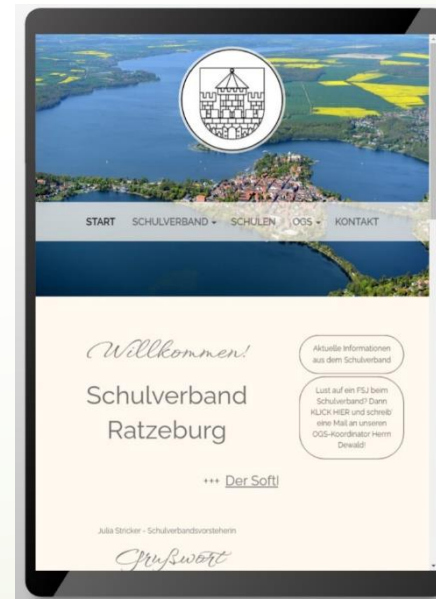 START SCHULVERBAND SCHULEN OGS KONTAKT
Willkommen!
Schulverband
Ratzeburg
+++ Der Softl
Julia Stricker - Schulverbandsvorsteherin
Grußwort
Aktuelle Informationen
aus dem Schulverband
Lust auf ein FSJ beim
Schulverband? Dann
KLICK HIER und schreib'
eine Mail an unseren
OGS-Koordinator Herrn
Dewald!